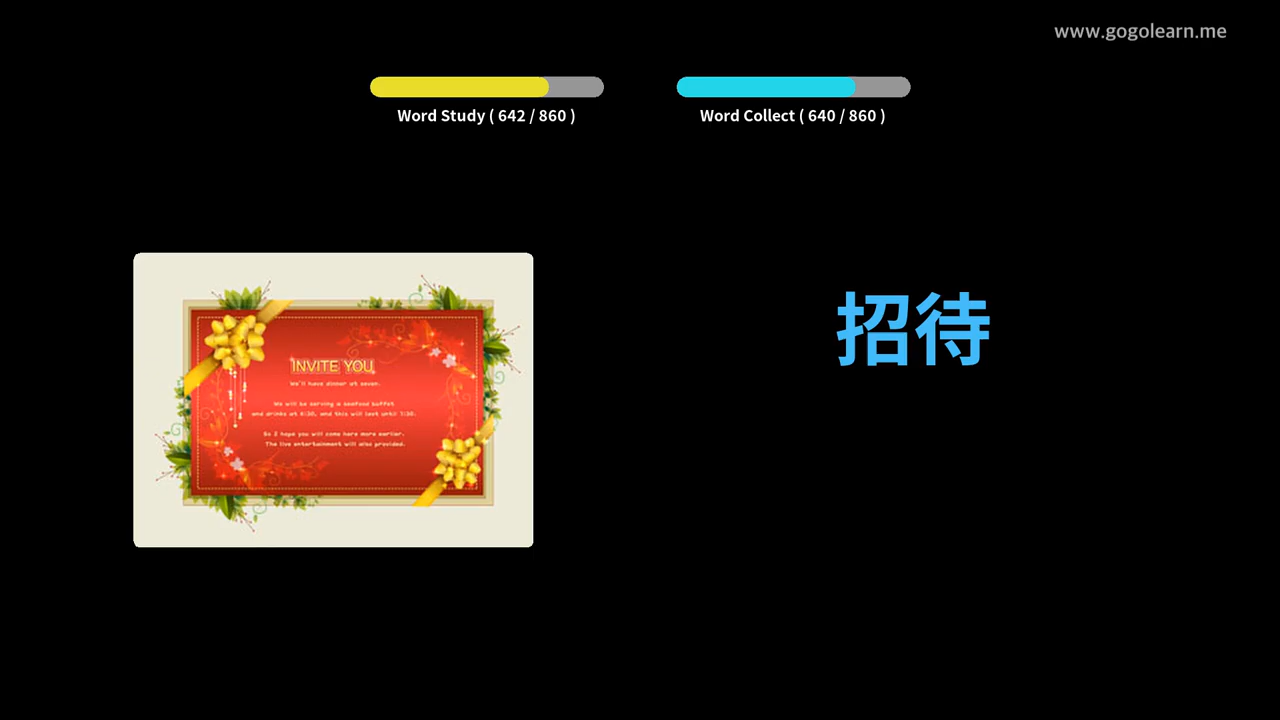 www.gogolearn.me
Word Study ( 642 / 860 )
Word Collect ( 640 / 860 )
招待
INVITE YOU
We'll have dinner at seven.
We will be serving a seafood buffet
and drinks at 6:30, and this will last until 7:30.
So I hope you will come here more earlier.
The live entertainment will also provided.